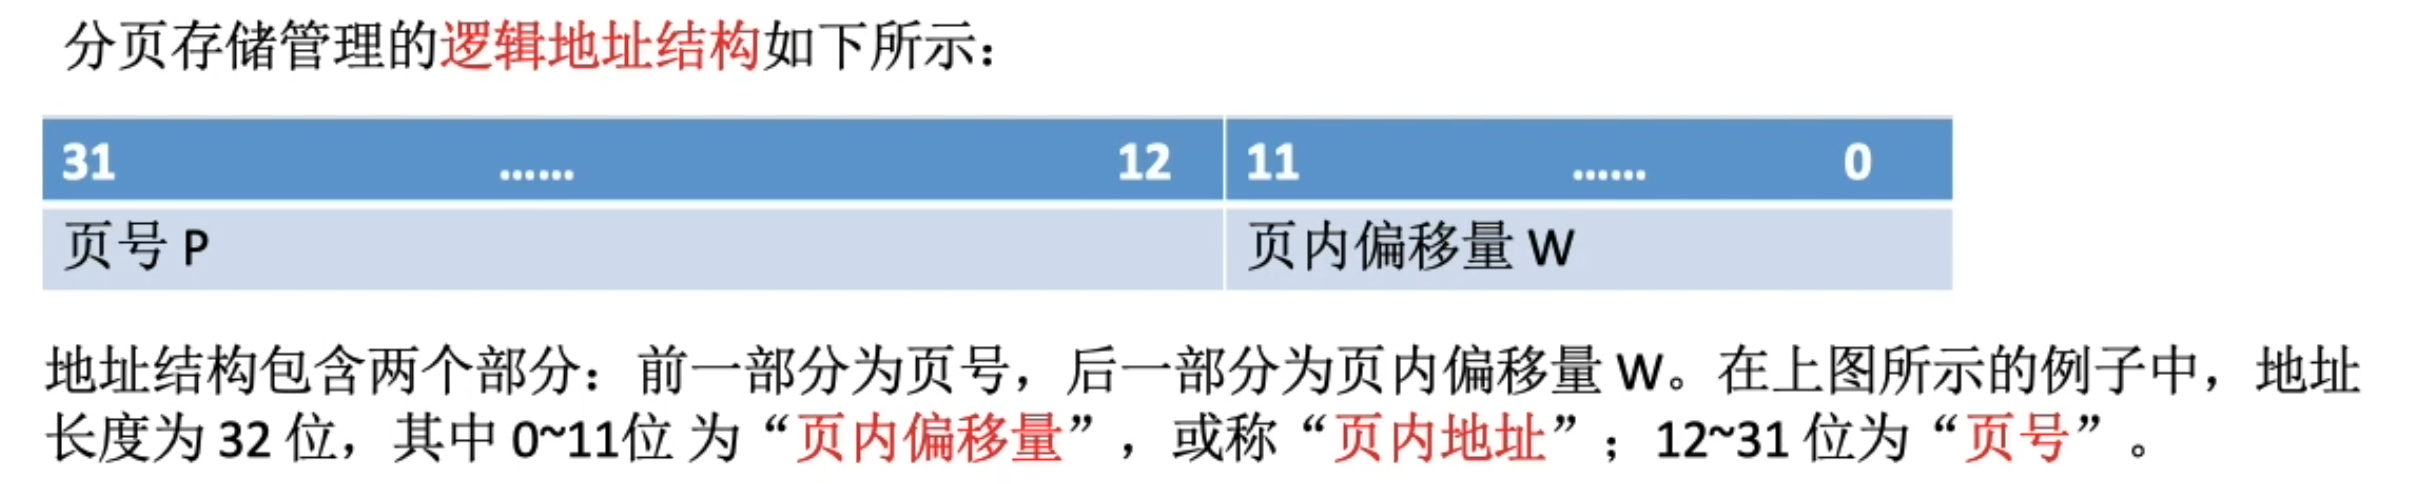 分页存储管理的逻辑地址结构如下所示：
31 …… 12 11 …… 0
页号 P 页内偏移量 W
地址结构包含两个部分：前一部分为页号，后一部分为页内偏移量 W。在上图所示的例子中，地址
长度为 32 位，其中 0~11位 为“页内偏移量”，或称“页内地址”；12~31 位为“页号”。